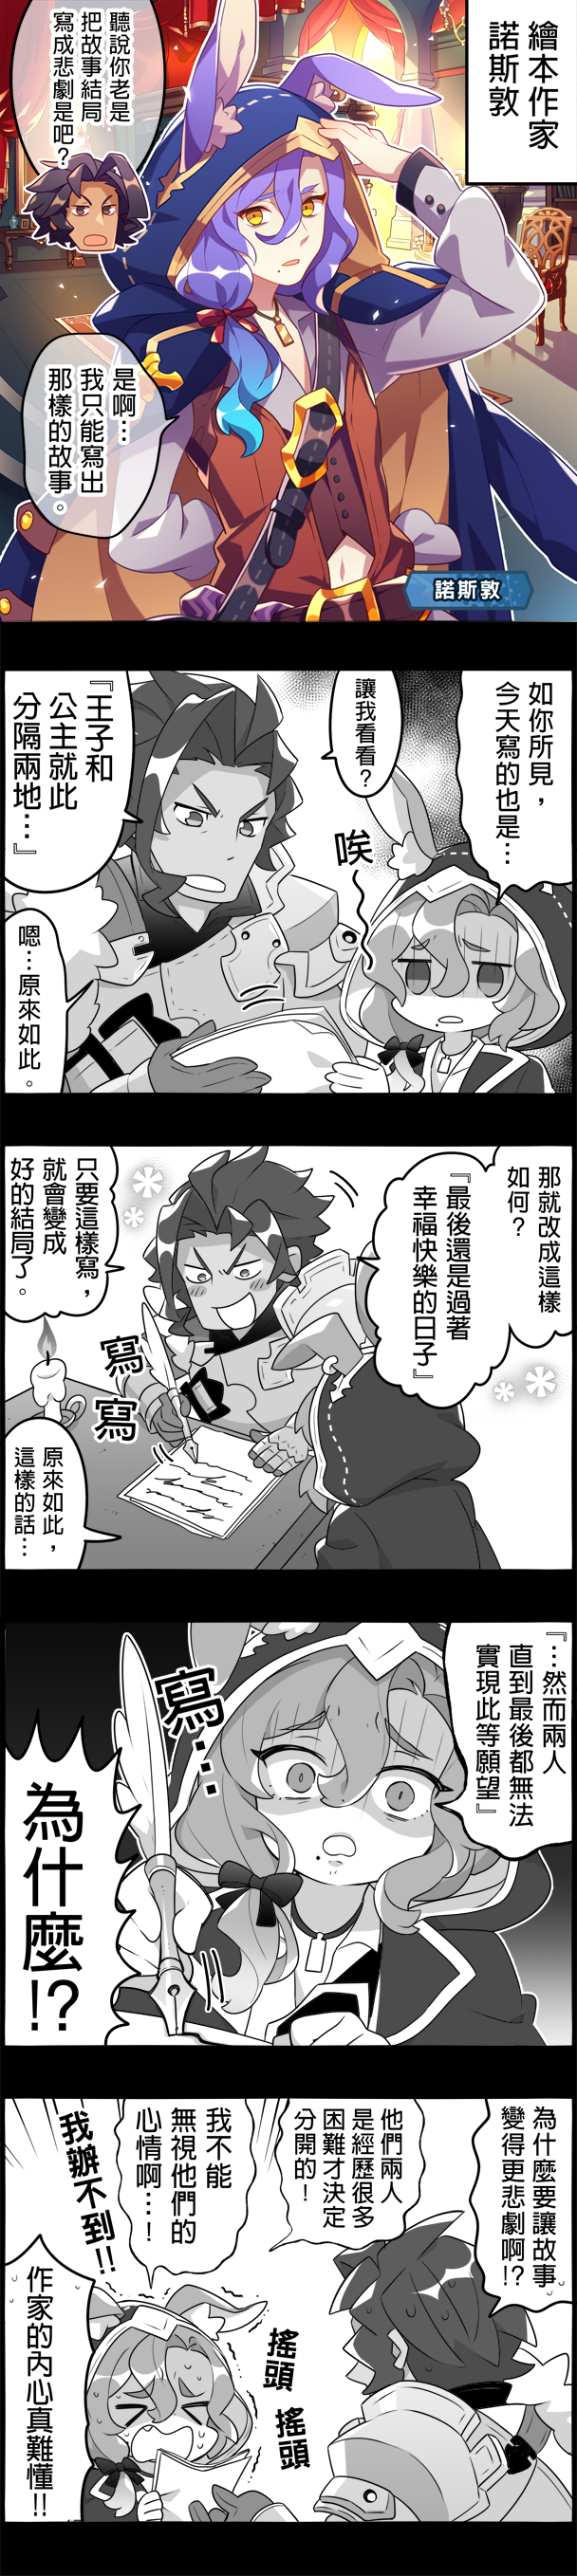 繪本作家
諾斯敦
聽說你老是
把故事結局
寫成悲劇是吧？
是啊…
我只能寫出
那樣的故事。
諾斯敦
如你所見，
今天寫的也是…
讓我看看？
唉～
『王子和
公主就此
分隔兩地…』
嗯…原來如此。
那就改成這樣
如何？
『最後還是過著
幸福快樂的日子』
只要這樣寫，
就會變成
好的結局了。
寫
寫
原來如此，
這樣的話…
『…然而兩人
直到最後都無法
實現此等願望』
寫…
為什麼!?
為什麼要讓故事
變得更悲劇啊!?
他們兩人
是經歷很多
困難才決定
分開的！
我不能
無視他們的
心情啊…！
我辦不到!!
搖頭
搖頭
作家的內心真難懂!!